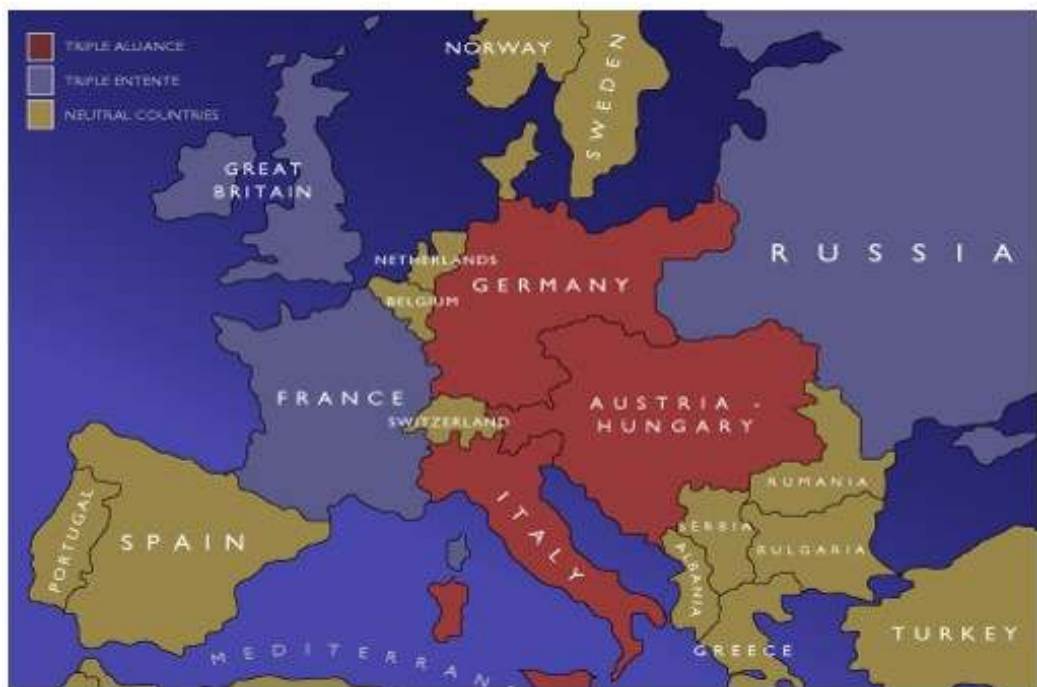 TRIPLE ALLIANCE
TRIPLE ENTENTE
NEUTRAL COUNTRIES
NORWAY
SWEDEN
GREAT
BRITAIN
NETHERLANDS
RUSSIA
GERMANY
BELGIUM
FRANCE
SWITZERLAND
AUSTRIA -
HUNGARY
RUMANIA
PORTUGAL
SPAIN
ITALY
SERBIA
BULGARIA
ALBANIA
GREECE
TURKEY
MEDITERRAN